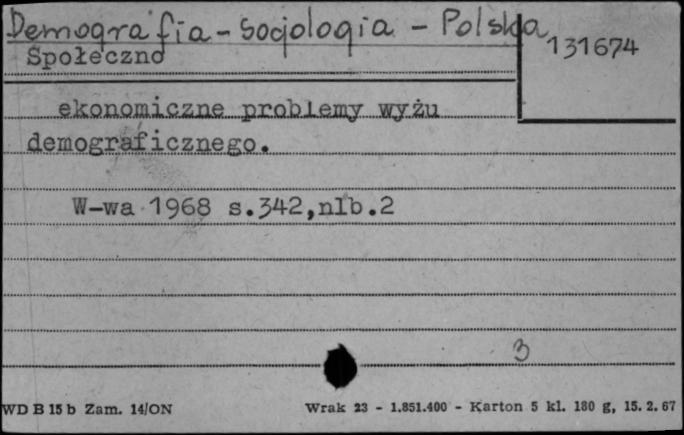 Demografia - Socjologia - Polska
131674
Społeczno
ekonomiczne problemy wyżu
demograficznego.
W-wa 1968 s.342,nlb.2
3
WD B 15 b Zam. 14/ON Wrak 23 - 1.851.400 - Karton 5 kl. 180 g, 15. 2. 67